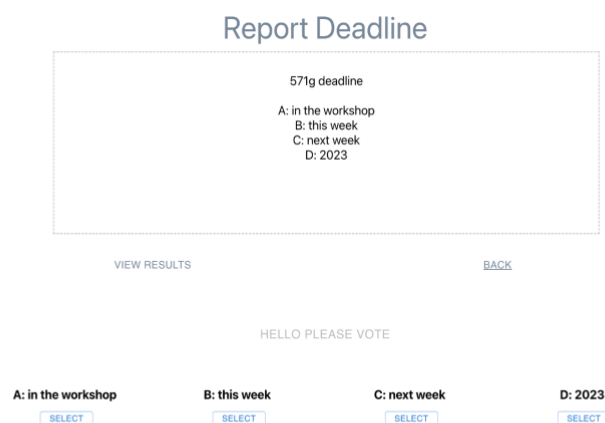 Report Deadline
571g deadline
A: in the workshop
B: this week
C: next week
D: 2023
VIEW RESULTS
BACK
HELLO PLEASE VOTE
A: in the workshop B: this week C: next week D: 2023
SELECT SELECT SELECT SELECT